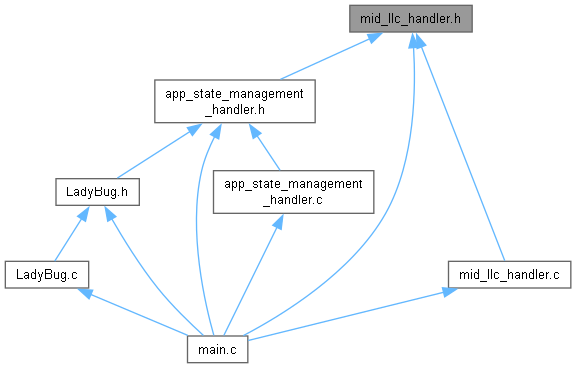 mid_llc_handler.h
app_state_management
_handler.h
LadyBug.h
app_state_management
_handler.c
LadyBug.c
mid_llc_handler.c
main.c